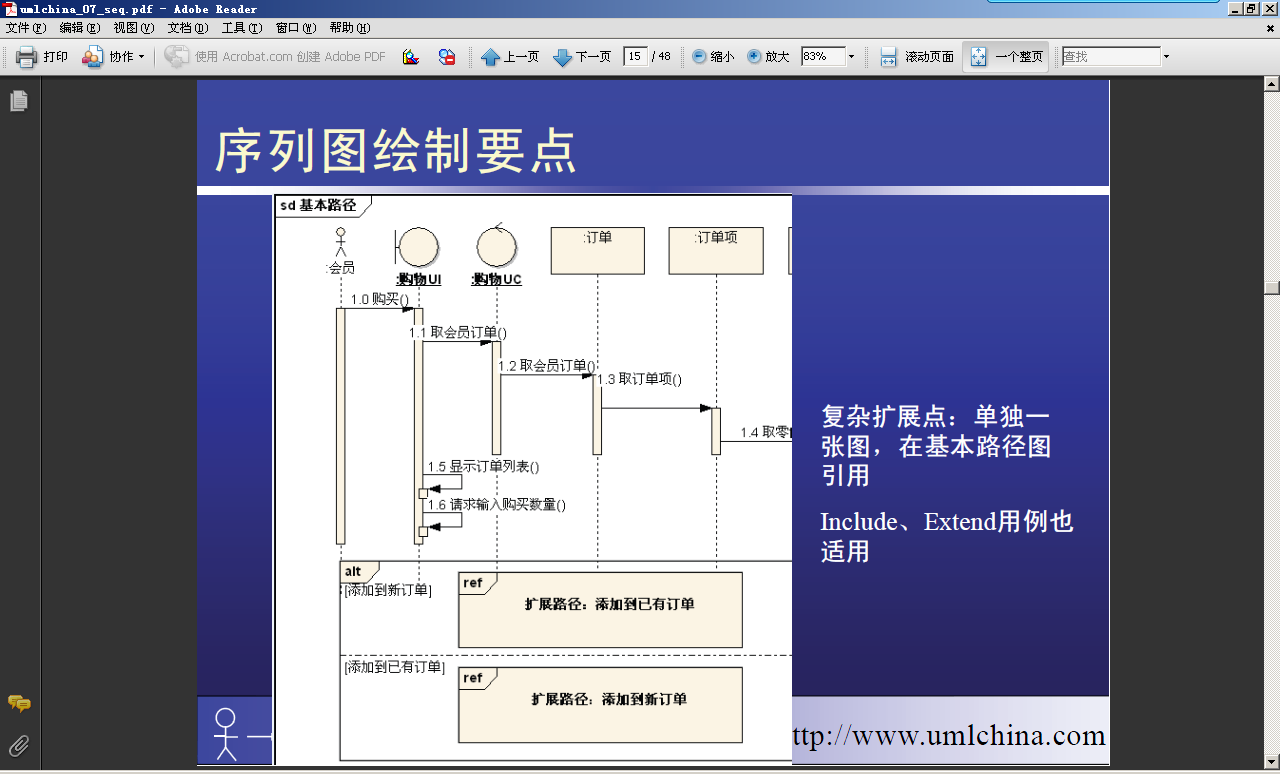 umlchina_07_seq.pdf - Adobe Reader
文件(F) 编辑(E) 视图(V) 文档(D) 工具(T) 窗口(W) 帮助(H)
打印 协作 使用 Acrobat.com 创建 Adobe PDF 上一页 下一页 15 / 48 缩小 放大 83% 滚动页面 一个整页 查找
序列图绘制要点
sd 基本路径
:订单 :订单项
:会员
:购物UI :购物UC
1.0 购买()
1.1 取会员订单()
1.2 取会员订单()
1.3 取订单项()
1.4 取零
1.5 显示订单列表()
1.6 请求输入购买数量()
复杂扩展点：单独一
张图，在基本路径图
引用
Include、Extend用例也
适用
alt
[添加到新订单]
ref
扩展路径：添加到已有订单
[添加到已有订单]
ref
扩展路径：添加到新订单
ttp://www.umlchina.com